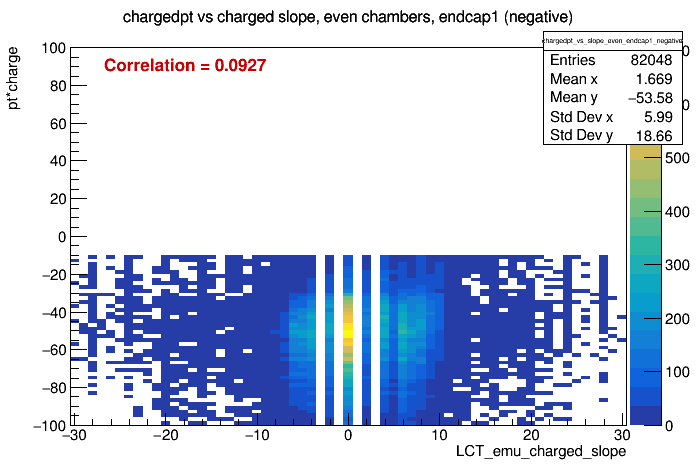 chargedpt vs charged slope, even chambers, endcap1 (negative)
chargedpt_vs_slope_even_endcap1_negative
Entries 82048
Mean x 1.669
Mean y −53.58
Std Dev x 5.99
Std Dev y 18.66
Correlation = 0.0927
pt*charge
100
80
60
40
20
0
−20
−40
−60
−80
−100
−30 −20 −10 0 10 20 30
LCT_emu_charged_slope
0
0
500
400
300
200
100
0